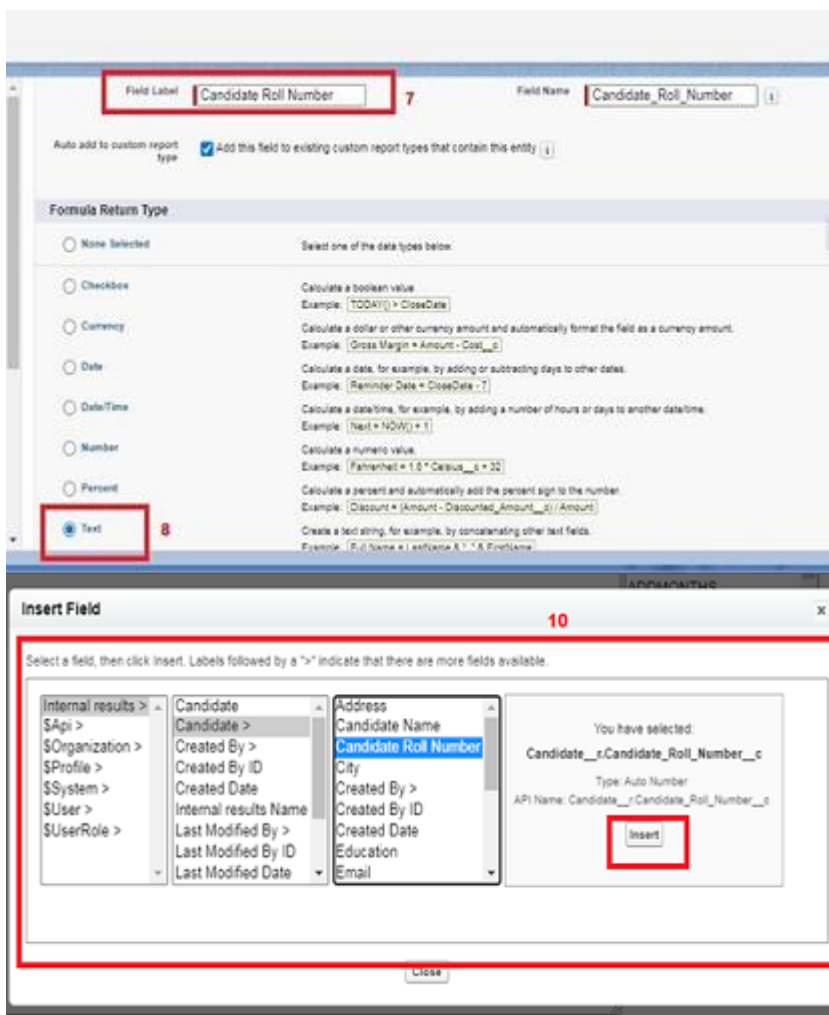 Field Label Candidate Roll Number 7 Field Name Candidate_Roll_Number i
Auto add to custom report type Add this field to existing custom report types that contain this entity i
Formula Return Type
None Selected Select one of the data types below.
Checkbox Calculate a boolean value
Example: TODAY() > CloseDate
Currency Calculate a dollar or other currency amount and automatically format the field as a currency amount.
Example: Gross Margin = Amount - Cost__c
Date Calculate a date, for example, by adding or subtracting days to other dates.
Example: Reminder Date = CloseDate - 7
Date/Time Calculate a date/time, for example, by adding a number of hours or days to another date/time.
Example: Next = NOW() + 1
Number Calculate a numeric value.
Example: Fahrenheit = 1.8 * Celsius__c + 32
Percent Calculate a percent and automatically add the percent sign to the number.
Example: Discount = (Amount - Discounted_Amount__c) / Amount
Text 8 Create a text string, for example, by concatenating other text fields.
Example: Full Name = LastName & ", " & FirstName
ADDMONTHS
Insert Field x
10
Select a field, then click Insert. Labels followed by a ">" indicate that there are more fields available.
Internal results >
$Api >
$Organization >
$Profile >
$System >
$User >
$UserRole >
Candidate
Candidate >
Created By >
Created By ID
Created Date
Internal results Name
Last Modified By >
Last Modified By ID
Last Modified Date
Address
Candidate Name
Candidate Roll Number
City
Created By >
Created By ID
Created Date
Education
Email
You have selected:
Candidate__r.Candidate_Roll_Number__c
Type: Auto Number
API Name: Candidate__r.Candidate_Roll_Number__c
Insert
Close